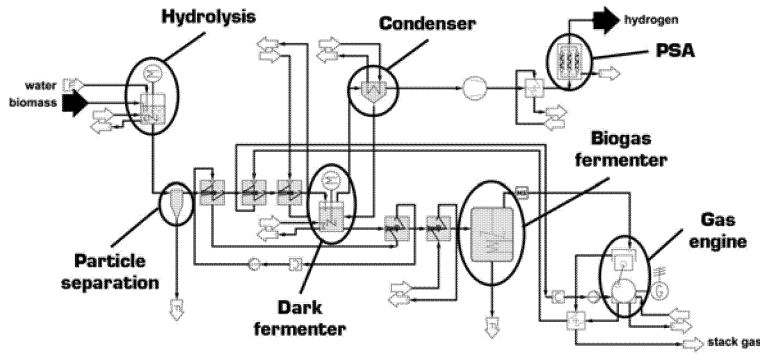 Hydrolysis
Condenser
hydrogen
PSA
water
biomass
M
Biogas
fermenter
M
Gas
engine
Particle
separation
Dark
fermenter
G
F
F
stack gas